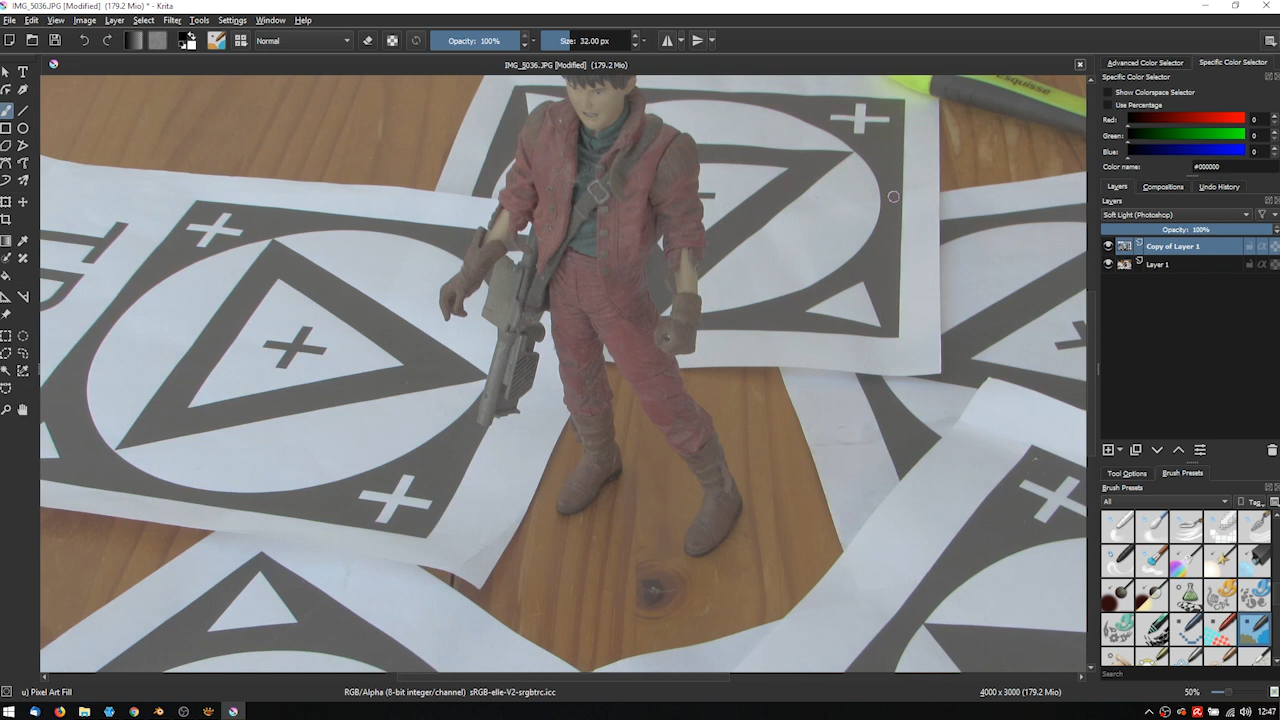 IMG_5036.JPG [Modified] (179.2 Mio) * - Krita
File Edit View Image Layer Select Filter Tools Settings Window Help
Normal Opacity: 100% Size: 32.00 px
IMG_5036.JPG [Modified] (179.2 Mio)
Advanced Color Selector Specific Color Selector
Specific Color Selector
Show Colorspace Selector
Use Percentage
Red: 0
Green: 0
Blue: 0
Color name: #000000
Layers Compositions Undo History
Layers
Soft Light (Photoshop)
Opacity: 100%
Copy of Layer 1
Layer 1
Esquisse
Tool Options Brush Presets
Brush Presets
All Tag
Search
u) Pixel Art Fill
RGB/Alpha (8-bit integer/channel) sRGB-elle-V2-srgbtrc.icc
4000 x 3000 (179.2 Mio)
50%
12:47